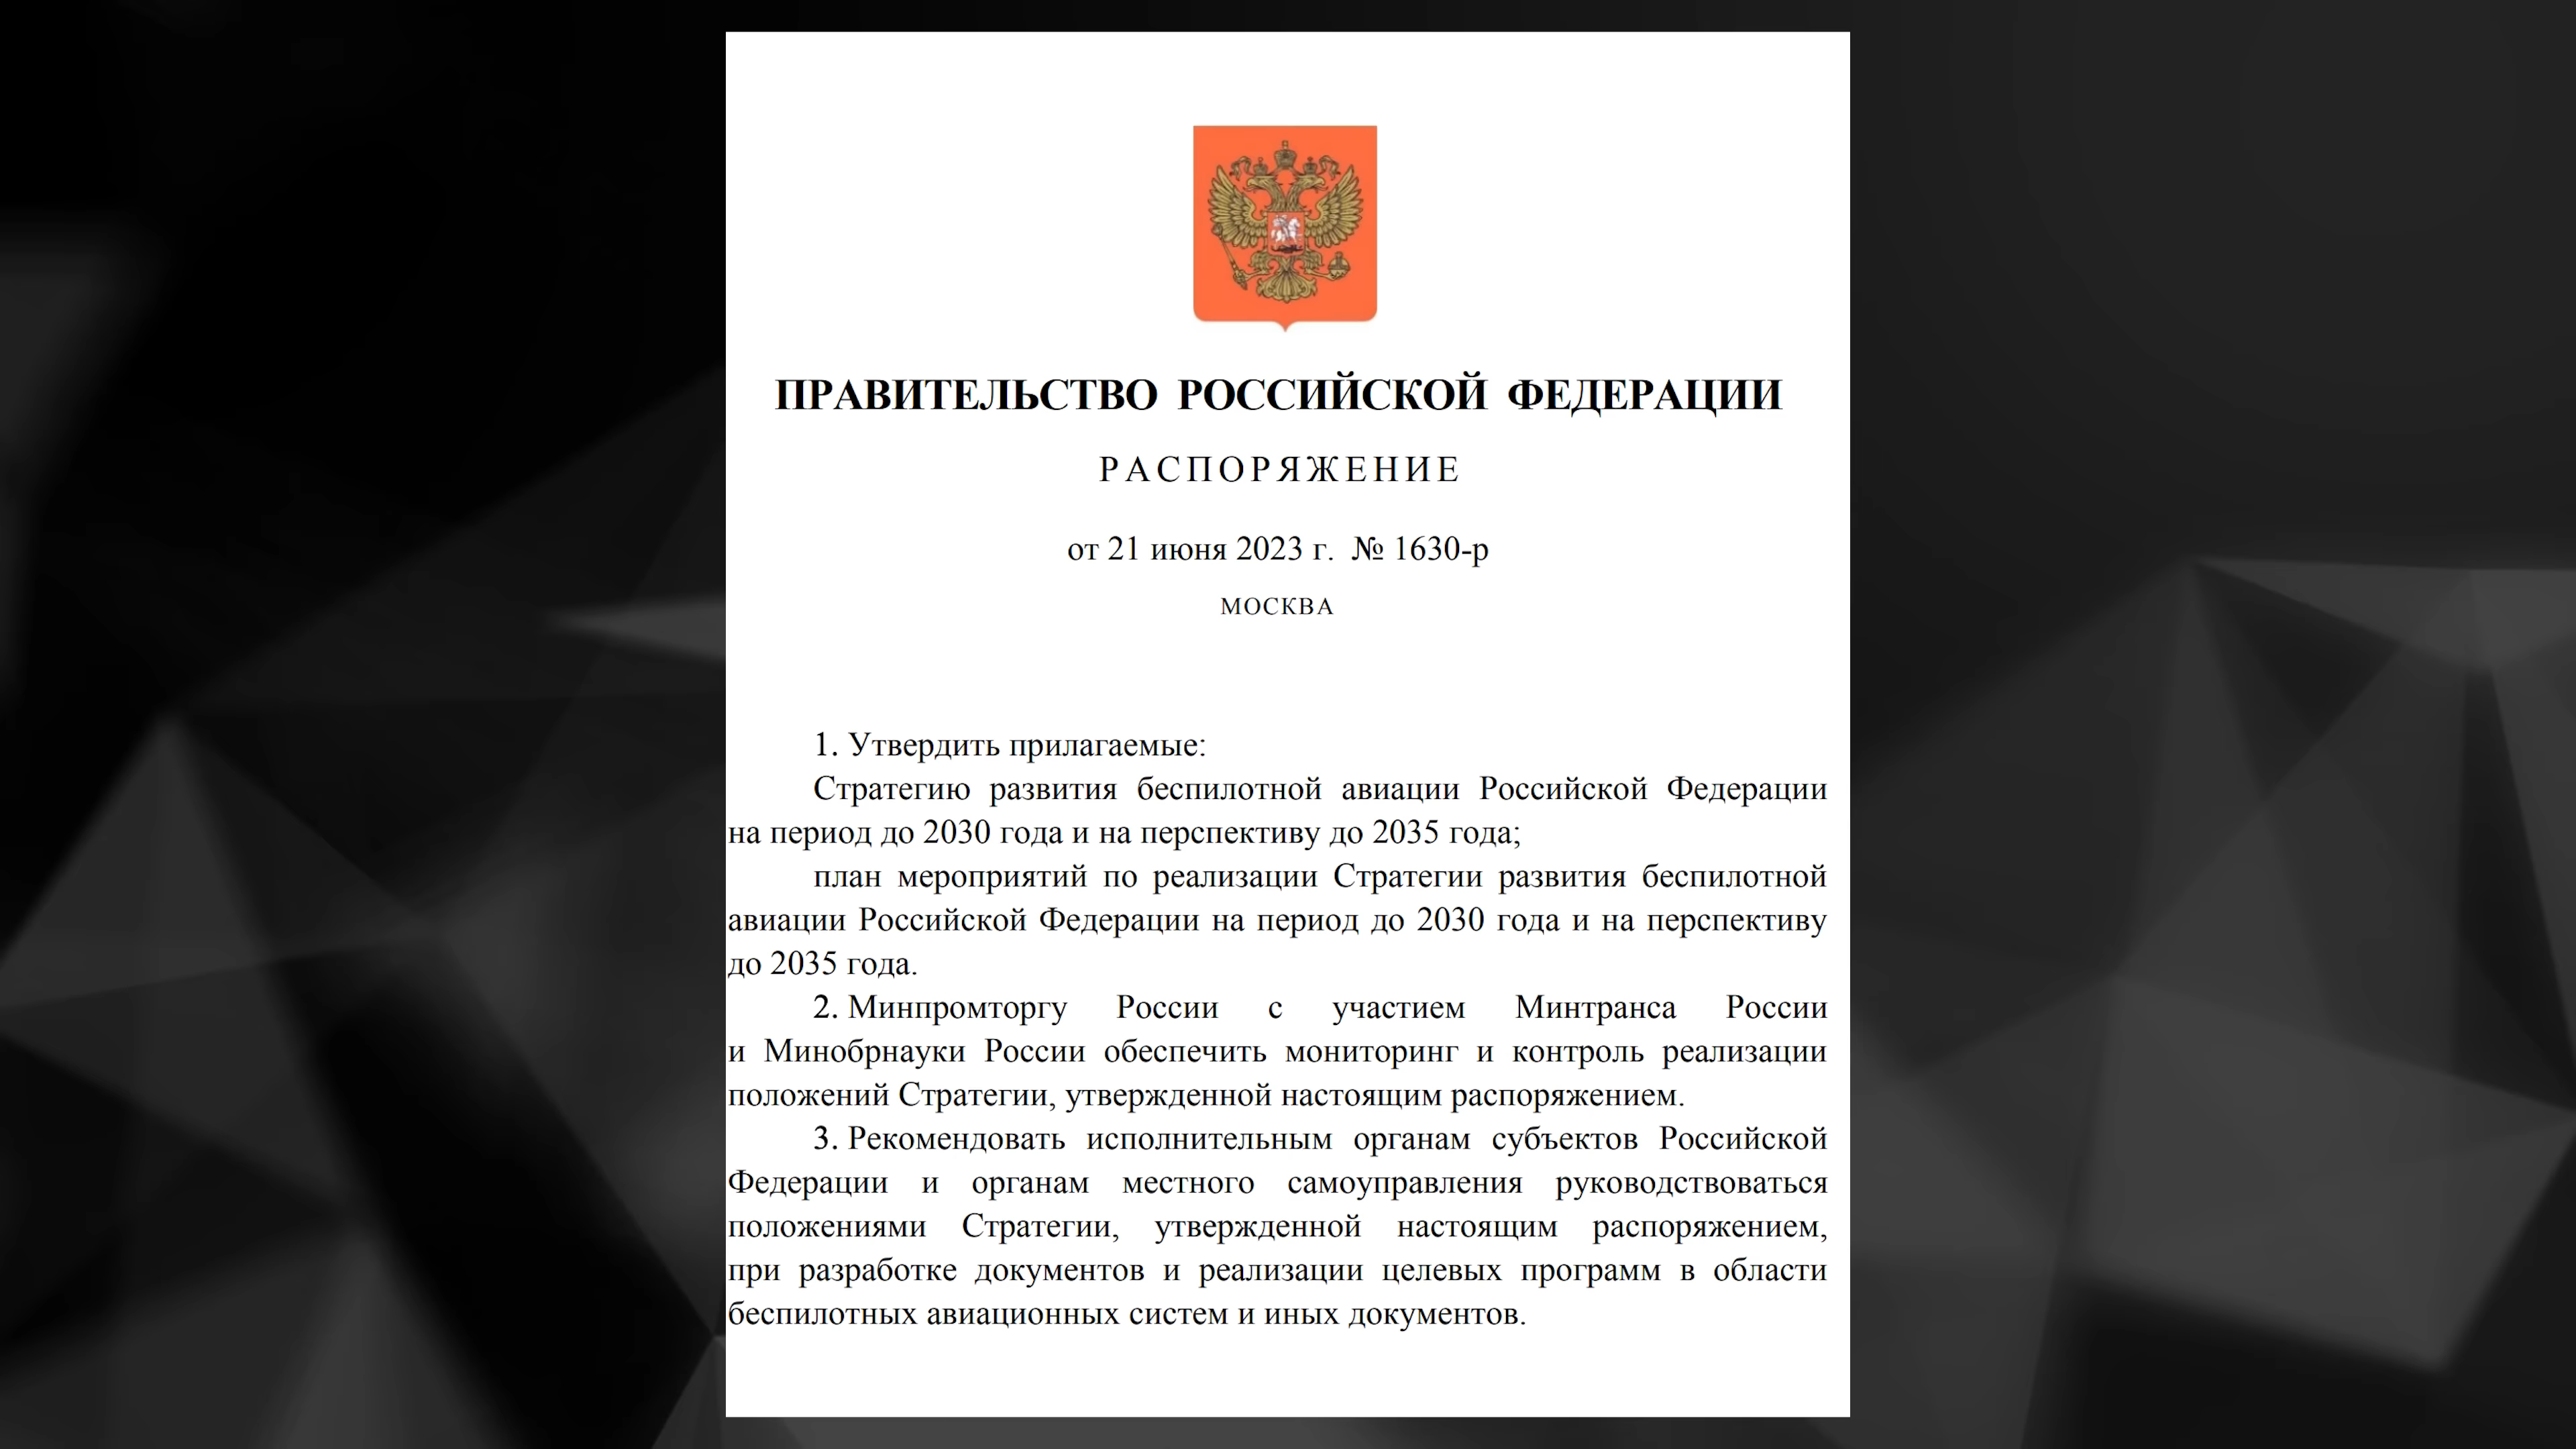 ПРАВИТЕЛЬСТВО РОССИЙСКОЙ ФЕДЕРАЦИИ
РАСПОРЯЖЕНИЕ
от 21 июня 2023 г. № 1630-р
МОСКВА
1. Утвердить прилагаемые:
Стратегию развития беспилотной авиации Российской Федерации
на период до 2030 года и на перспективу до 2035 года;
план мероприятий по реализации Стратегии развития беспилотной
авиации Российской Федерации на период до 2030 года и на перспективу
до 2035 года.
2. Минпромторгу России с участием Минтранса России
и Минобрнауки России обеспечить мониторинг и контроль реализации
положений Стратегии, утвержденной настоящим распоряжением.
3. Рекомендовать исполнительным органам субъектов Российской
Федерации и органам местного самоуправления руководствоваться
положениями Стратегии, утвержденной настоящим распоряжением,
при разработке документов и реализации целевых программ в области
беспилотных авиационных систем и иных документов.